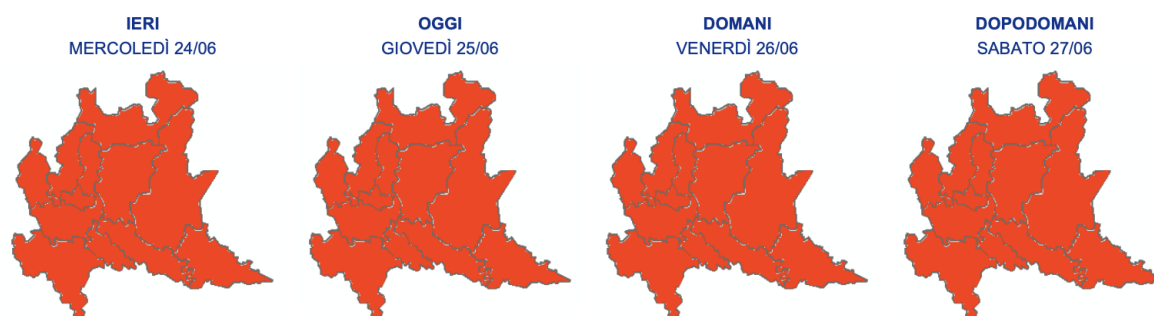 IERI
MERCOLEDÌ 24/06
OGGI
GIOVEDÌ 25/06
DOMANI
VENERDÌ 26/06
DOPODOMANI
SABATO 27/06